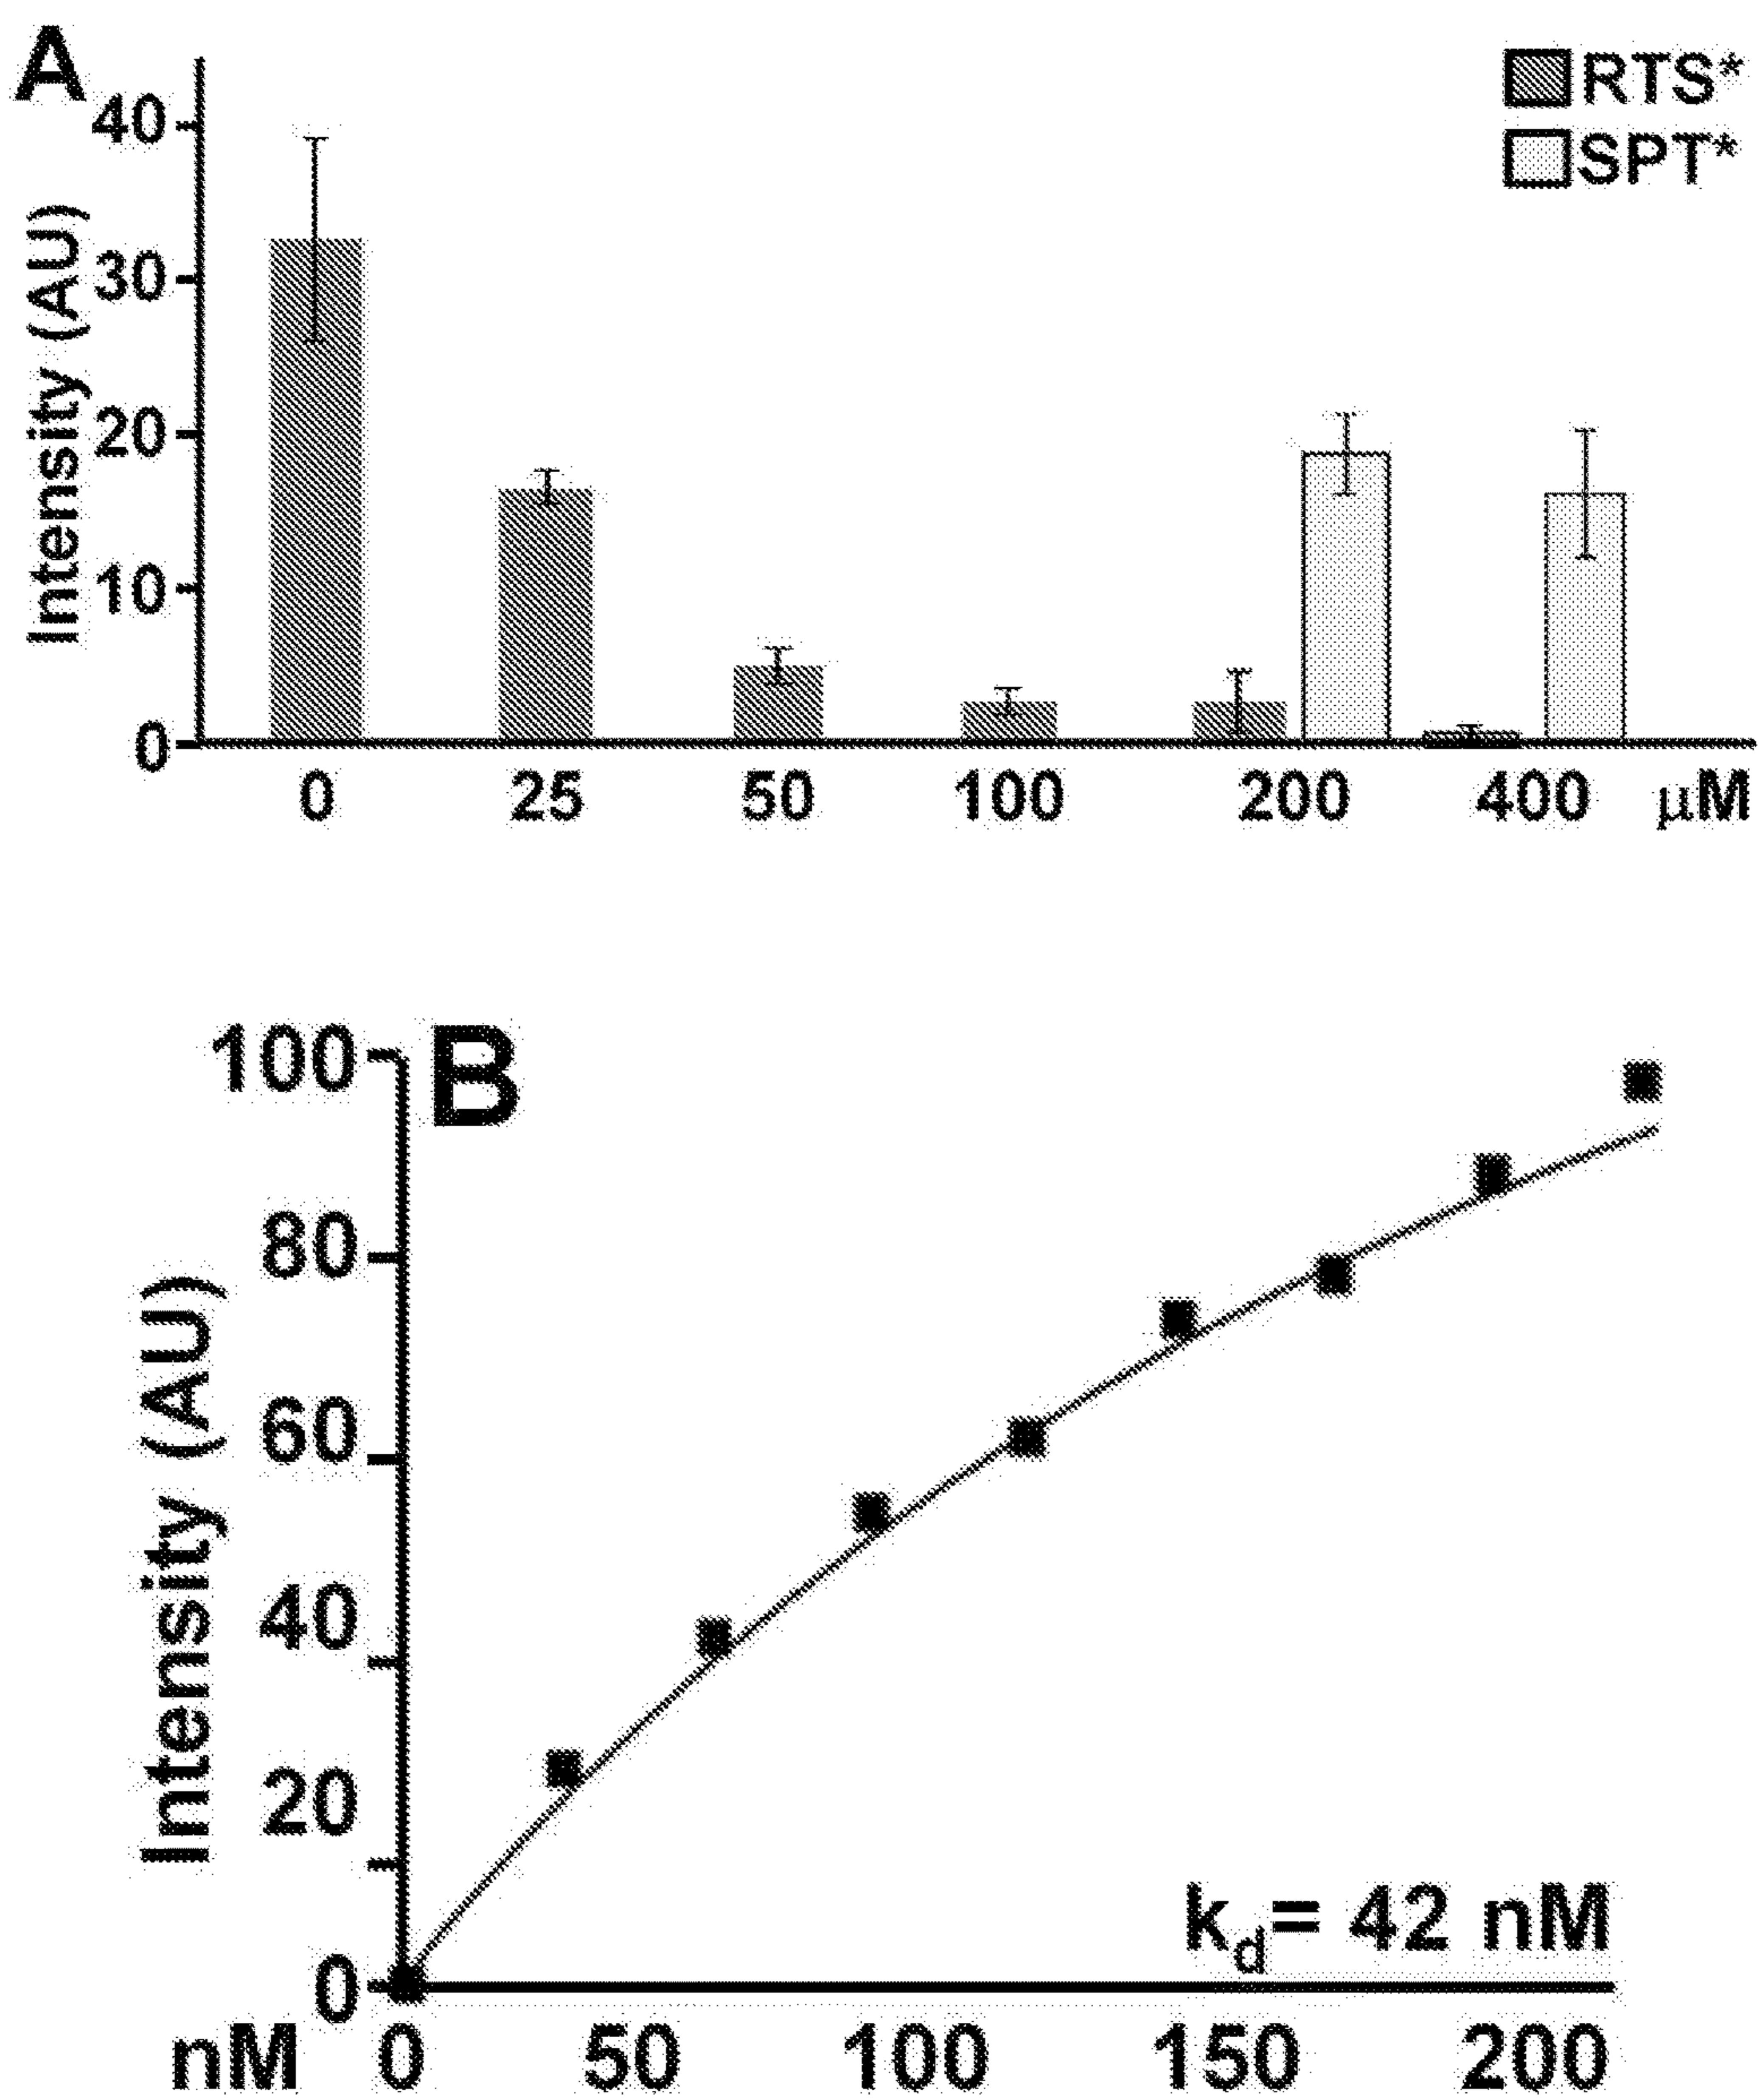 A
RTS*
SPT*
Intensity (AU)
40
30
20
10
0
0 25 50 100 200 400 μM
B
Intensity (AU)
100
80
60
40
20
0
kd= 42 nM
nM 0 50 100 150 200